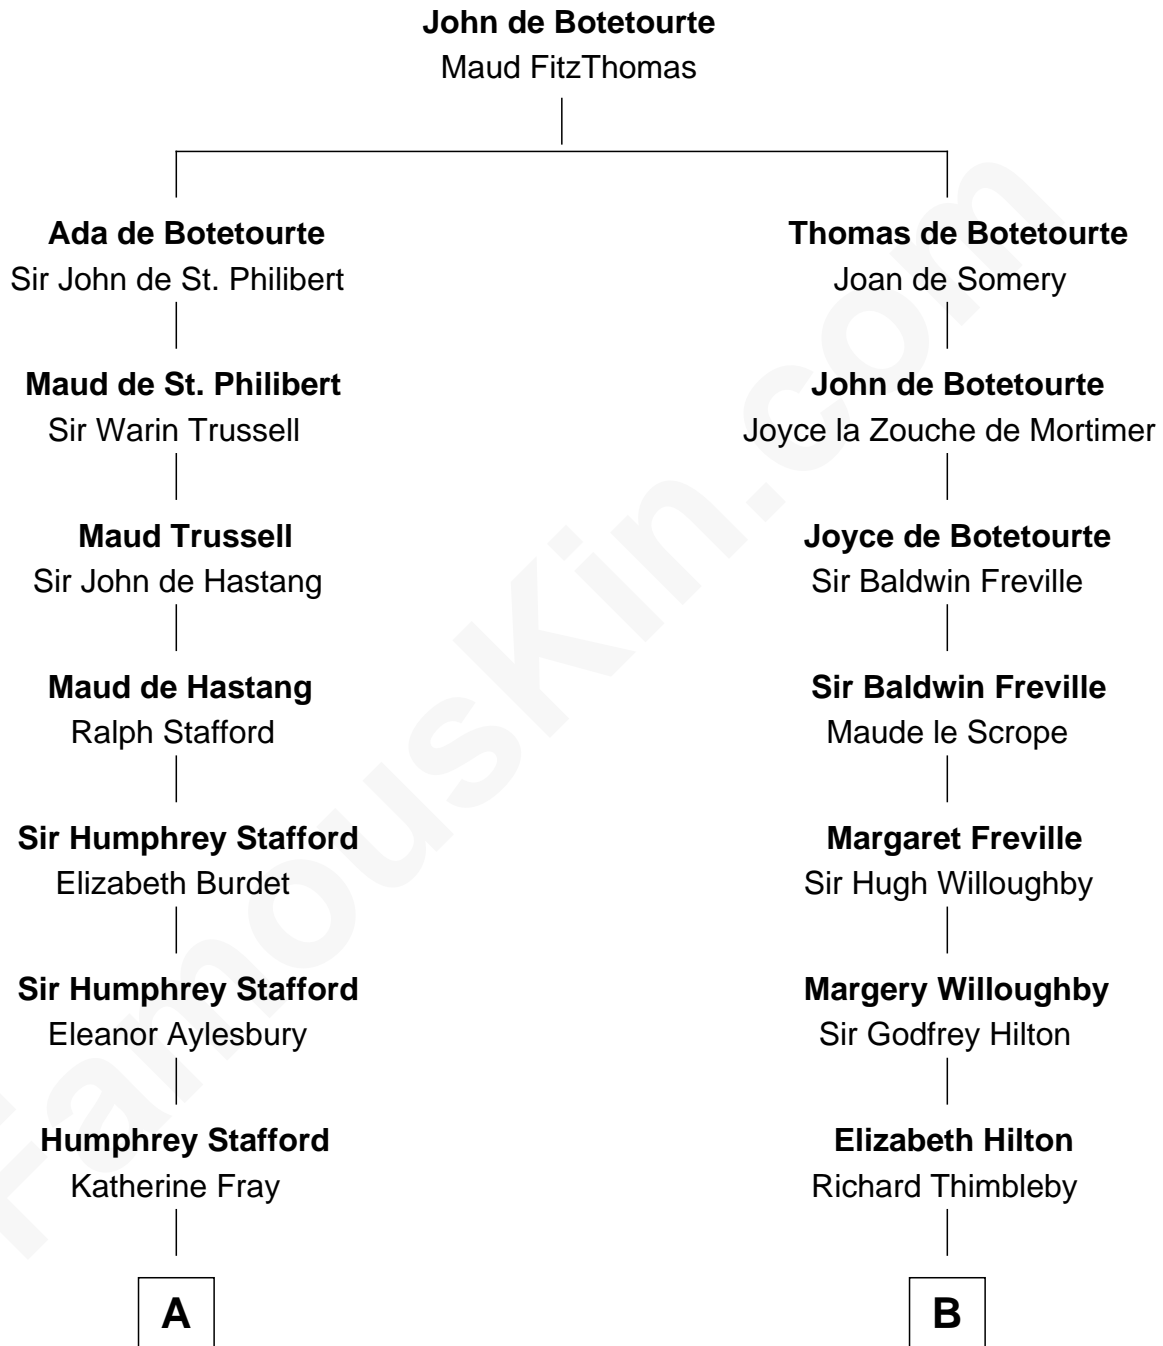 John de Botetourte
Maud FitzThomas
Ada de Botetourte
Sir John de St. Philibert
Maud de St. Philibert
Sir Warin Trussell
Maud Trussell
Sir John de Hastang
Maud de Hastang
Ralph Stafford
Sir Humphrey Stafford
Elizabeth Burdet
Sir Humphrey Stafford
Eleanor Aylesbury
Humphrey Stafford
Katherine Fray
A
Thomas de Botetourte
Joan de Somery
John de Botetourte
Joyce la Zouche de Mortimer
Joyce de Botetourte
Sir Baldwin Freville
Sir Baldwin Freville
Maude le Scrope
Margaret Freville
Sir Hugh Willoughby
Margery Willoughby
Sir Godfrey Hilton
Elizabeth Hilton
Richard Thimbleby
B
FamousKin.com